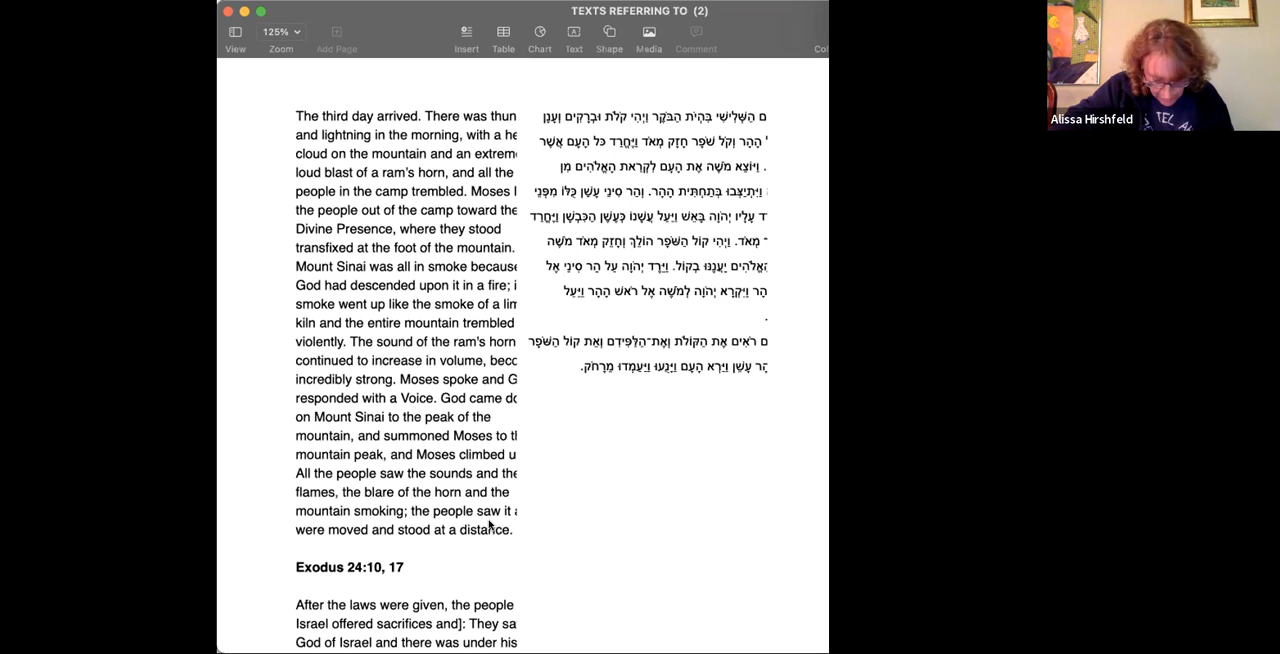 TEXTS REFERRING TO (2)
125%
View
Zoom
Add Page
Insert
Table
Chart
Text
Shape
Media
Comment
The third day arrived. There was thun
and lightning in the morning, with a he
cloud on the mountain and an extrem
loud blast of a ram's horn, and all the
people in the camp trembled. Moses l
the people out of the camp toward the
Divine Presence, where they stood
transfixed at the foot of the mountain.
Mount Sinai was all in smoke because
God had descended upon it in a fire; i
smoke went up like the smoke of a lim
kiln and the entire mountain trembled
violently. The sound of the ram's horn
continued to increase in volume, beco
incredibly strong. Moses spoke and G
responded with a Voice. God came do
on Mount Sinai to the peak of the
mountain, and summoned Moses to th
mountain peak, and Moses climbed u
All the people saw the sounds and the
flames, the blare of the horn and the
mountain smoking; the people saw it a
were moved and stood at a distance.
Exodus 24:10, 17
After the laws were given, the people
Israel offered sacrifices and]: They sa
God of Israel and there was under his
ם הַשְּׁלִישִׁי בִּהְיֹת הַבֹּקֶר וַיְהִי קֹלֹת וּבְרָקִים וְעָנָן
הָהָר וְקֹל שֹׁפָר חָזָק מְאֹד וַיֶּחֱרַד כּל הָעָם אֲשֶׁר
. וַיּוֹצֵא מֹשֶׁה אֶת הָעָם לִקְרַאת הָאֱלֹהִים מִן
וַיִּתְיַצְּבוּ בְּתַחְתִּית הָהָר. וְהַר סִינַי עָשַׁן כֻּלּוֹ מִפְּנֵי
ד עָלָיו יְהֹוָה בָּאֵשׁ וַיַּעַל עֲשָׁנוֹ כְּעֶשֶׁן הַכִּבְשָׁן וַיֶּחֱרַד
מְאֹד. וַיְהִי קוֹל הַשֹּׁפָר הוֹלֵךְ וְחָזֵק מְאֹד מֹשֶׁה
הָאֱלֹהִים יַעֲנֶנּוּ בְקוֹל. וַיֵּרֶד יְהֹוָה עַל הַר סִינַי אֶל
הָר וַיִּקְרָא יְהֹוָה לְמֹשֶׁה אֶל רֹאשׁ הָהָר וַיַּעַל
.
ם רֹאִים אֶת הַקּוֹלֹת וְאֶת־הַלַּפִּידִם וְאֵת קוֹל הַשֹּׁפָר
הָר עָשֵׁן וַיַּרְא הָעָם וַיָּנֻעוּ וַיַּעַמְדוּ מֵרָחֹק.
Alissa Hirshfeld